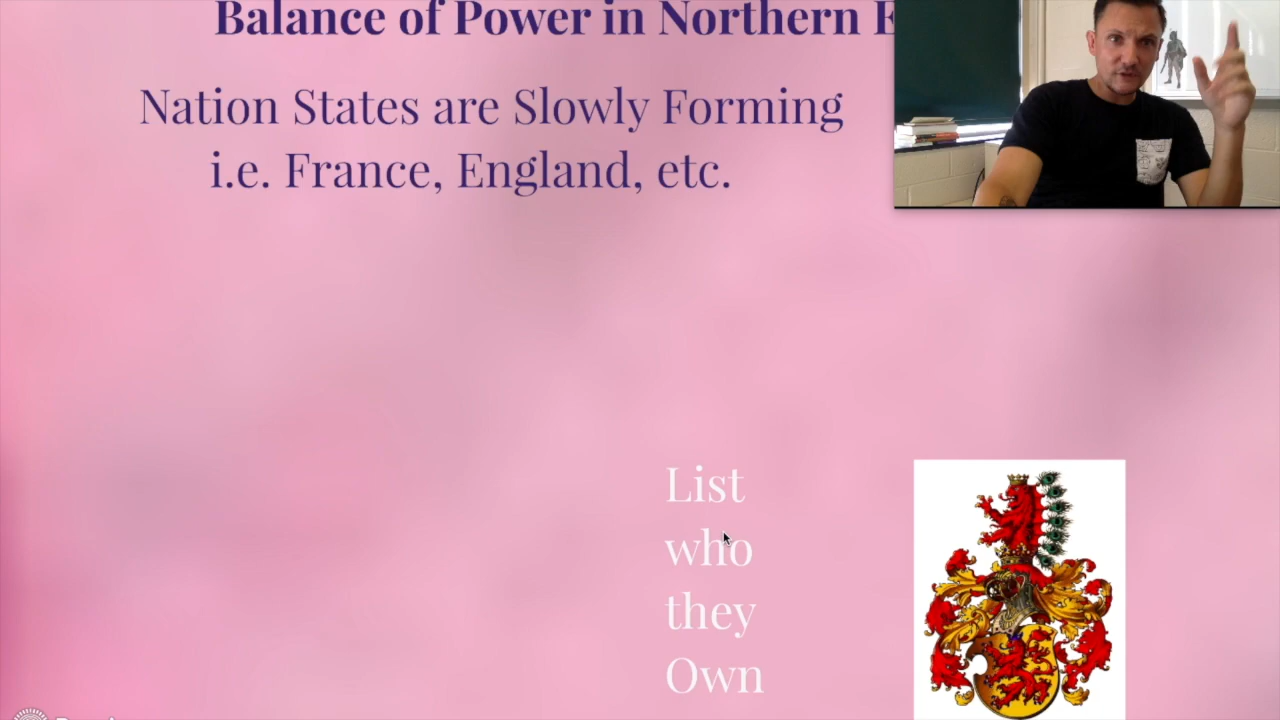 Balance of Power in Northern
Nation States are Slowly Forming
i.e. France, England, etc.
List
who
they
Own